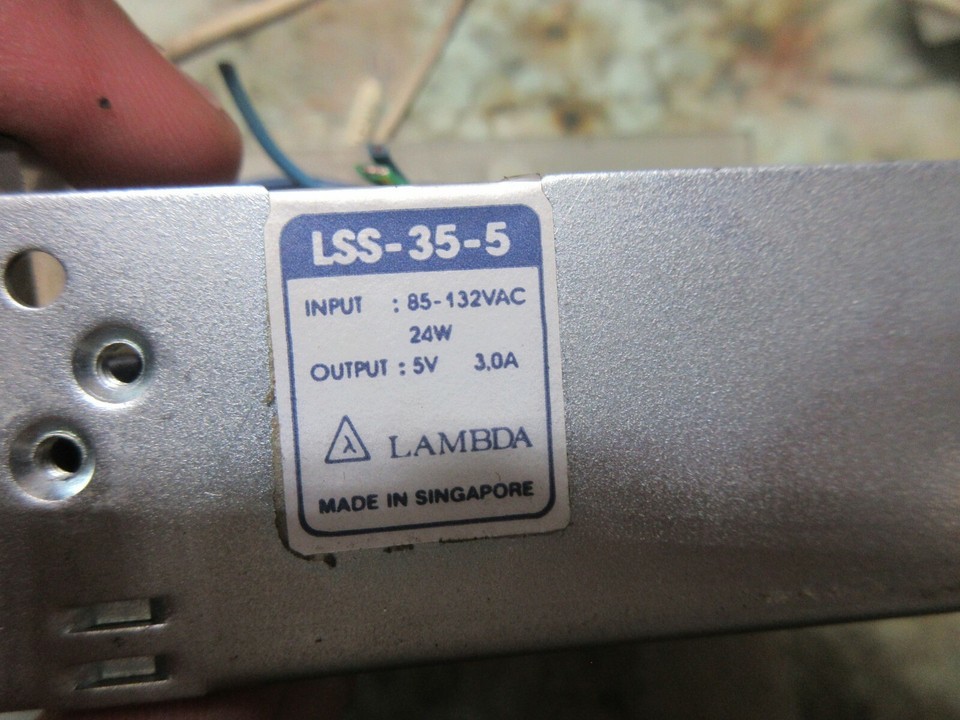 LSS-35-5
INPUT : 85-132VAC
24W
OUTPUT : 5V 3.0A
λ LAMBDA
MADE IN SINGAPORE